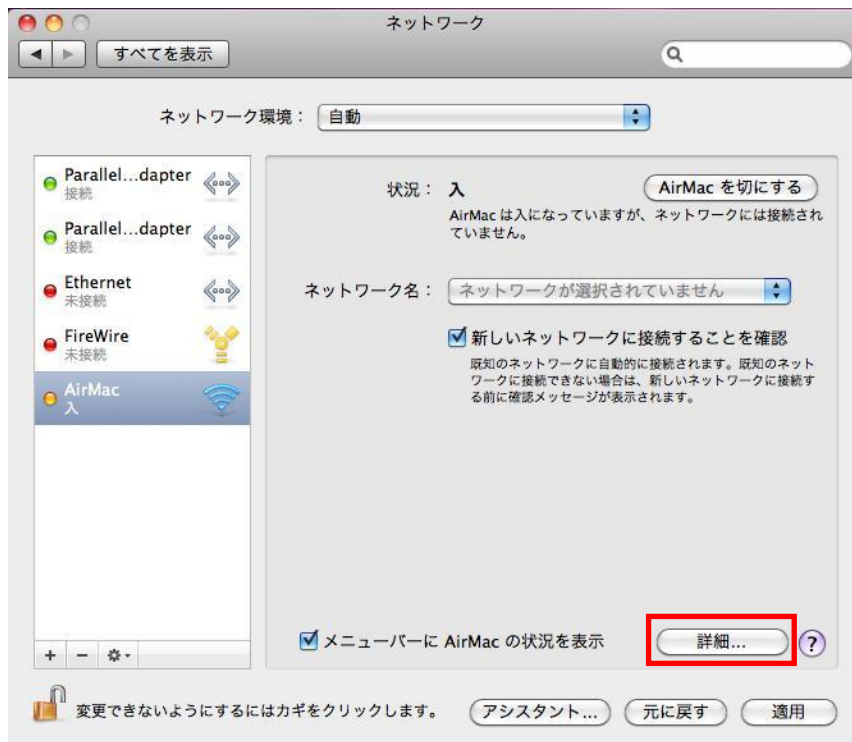 ネットワーク
すべてを表示
ネットワーク環境： 自動
Parallel...dapter
接続
Parallel...dapter
接続
Ethernet
未接続
FireWire
未接続
AirMac
入
状況： 入
AirMac を切にする
AirMac は入になっていますが、ネットワークには接続され
ていません。
ネットワーク名： ネットワークが選択されていません
新しいネットワークに接続することを確認
既知のネットワークに自動的に接続されます。既知のネット
ワークに接続できない場合は、新しいネットワークに接続す
る前に確認メッセージが表示されます。
メニューバーに AirMac の状況を表示
詳細...
?
変更できないようにするにはカギをクリックします。
アシスタント...
元に戻す
適用